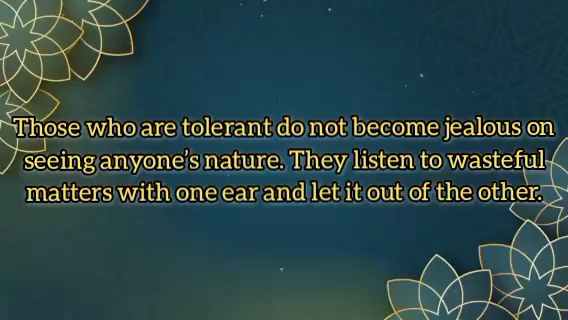 Those who are tolerant do not become jealous on
seeing anyone's nature. They listen to wasteful
matters with one ear and let it out of the other.